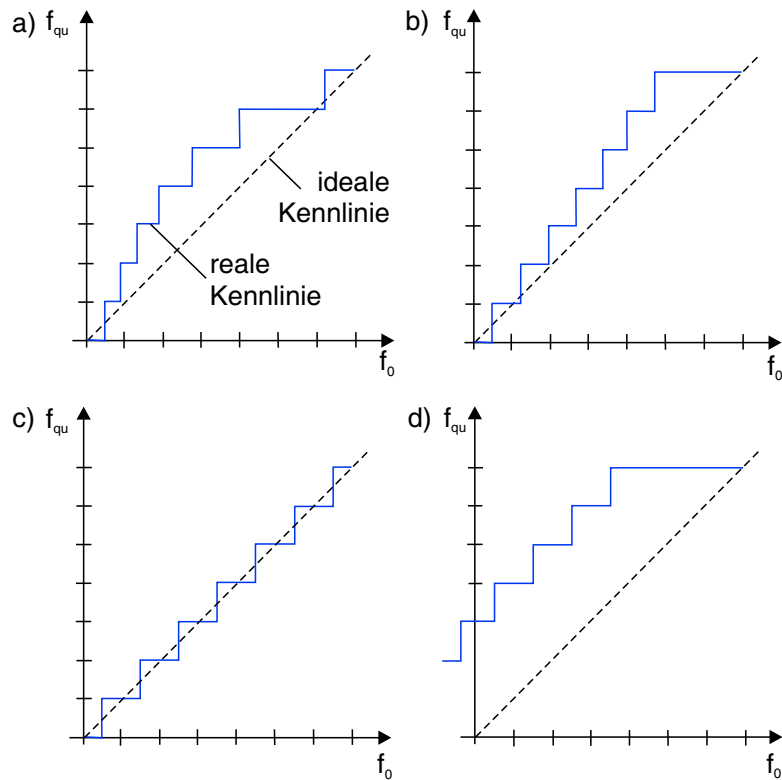 a) f_qu
ideale
Kennlinie
reale
Kennlinie
f_0
b) f_qu
f_0
c) f_qu
f_0
d) f_qu
f_0